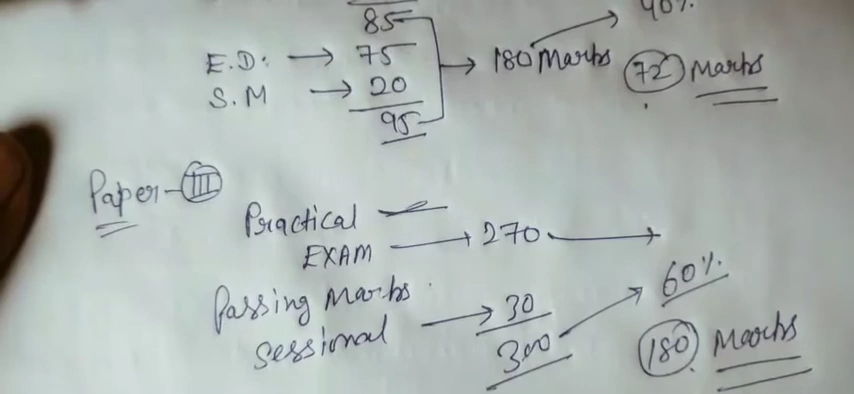 85 40%
E.D. → 75 → 180 Marks 72 Marks
S.M → 20
95
Paper-III
Practical
EXAM → 270 →
60%
Passing Marks
Sessional → 30
300 → 180 Marks